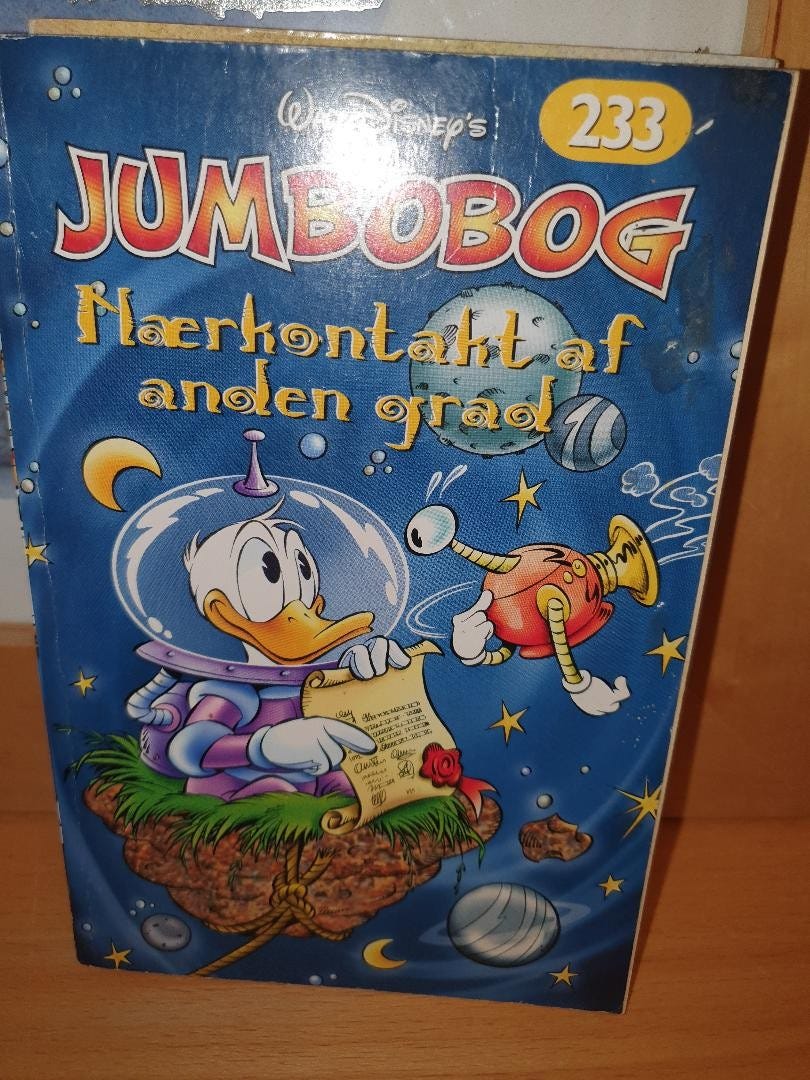 Walt Disney's
233
JUMBOBOG
Nærkontakt af
anden grad